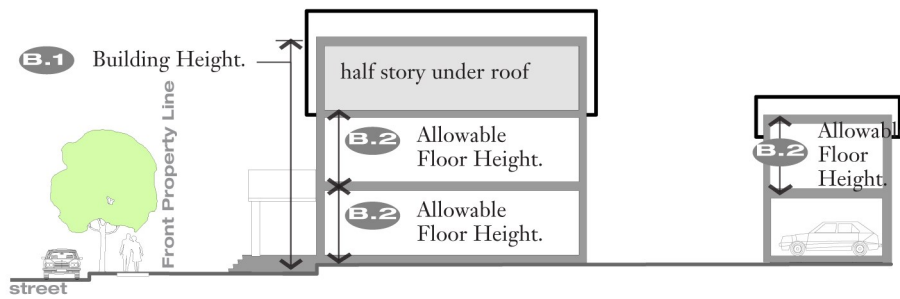 B.1 Building Height.
half story under roof
Front Property Line
B.2 Allowable
Floor Height.
B.2 Allowable
Floor Height.
Allowabl
B.2 Floor
Height.
street